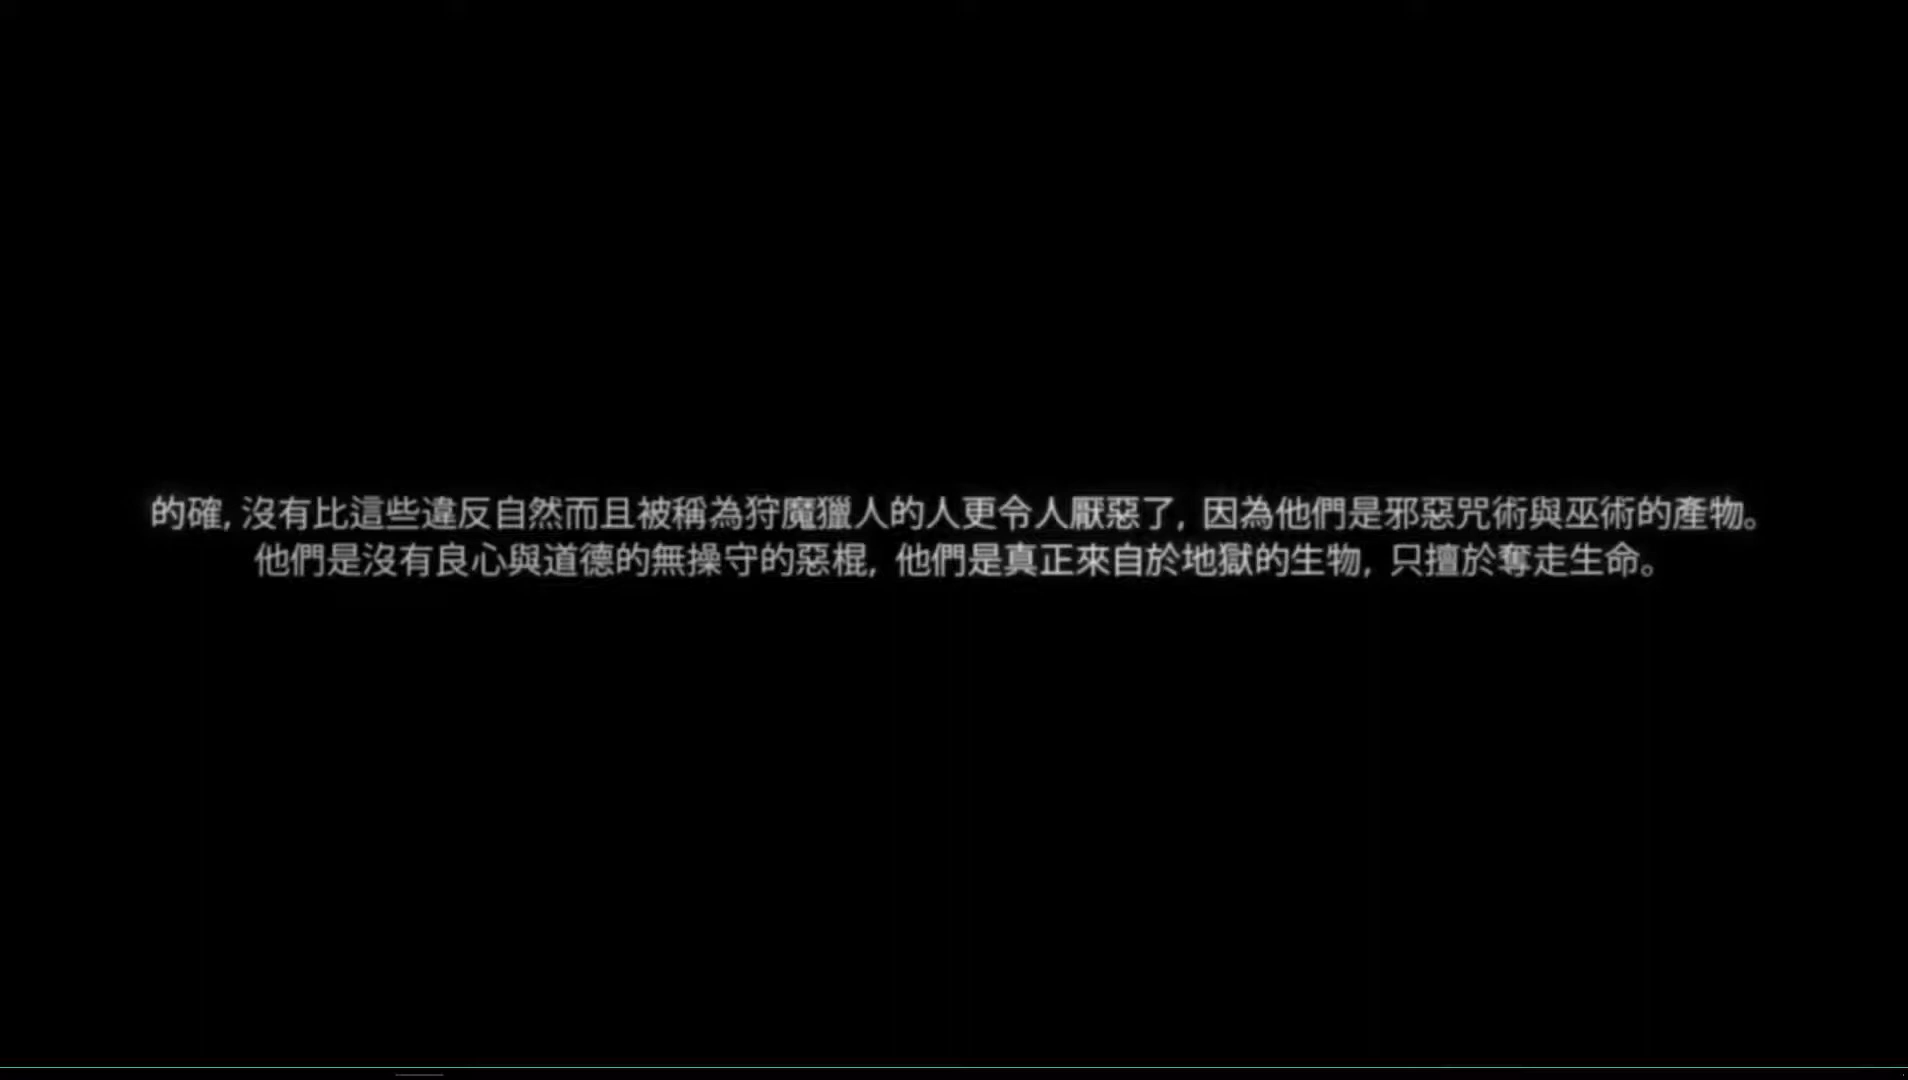 的確, 沒有比這些違反自然而且被稱為狩魔獵人的人更令人厭惡了, 因為他們是邪惡咒術與巫術的產物。
他們是沒有良心與道德的無操守的惡棍, 他們是真正來自於地獄的生物, 只擅於奪走生命。